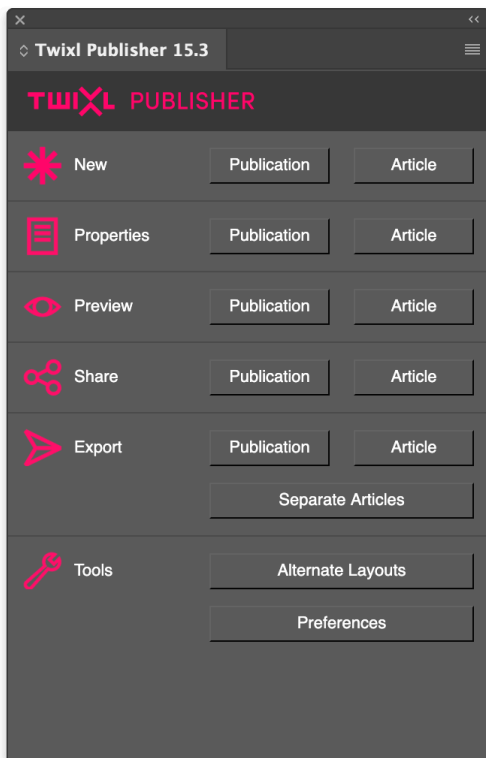 Twixl Publisher 15.3
TWIXL PUBLISHER
New Publication Article
Properties Publication Article
Preview Publication Article
Share Publication Article
Export Publication Article
Separate Articles
Tools Alternate Layouts
Preferences